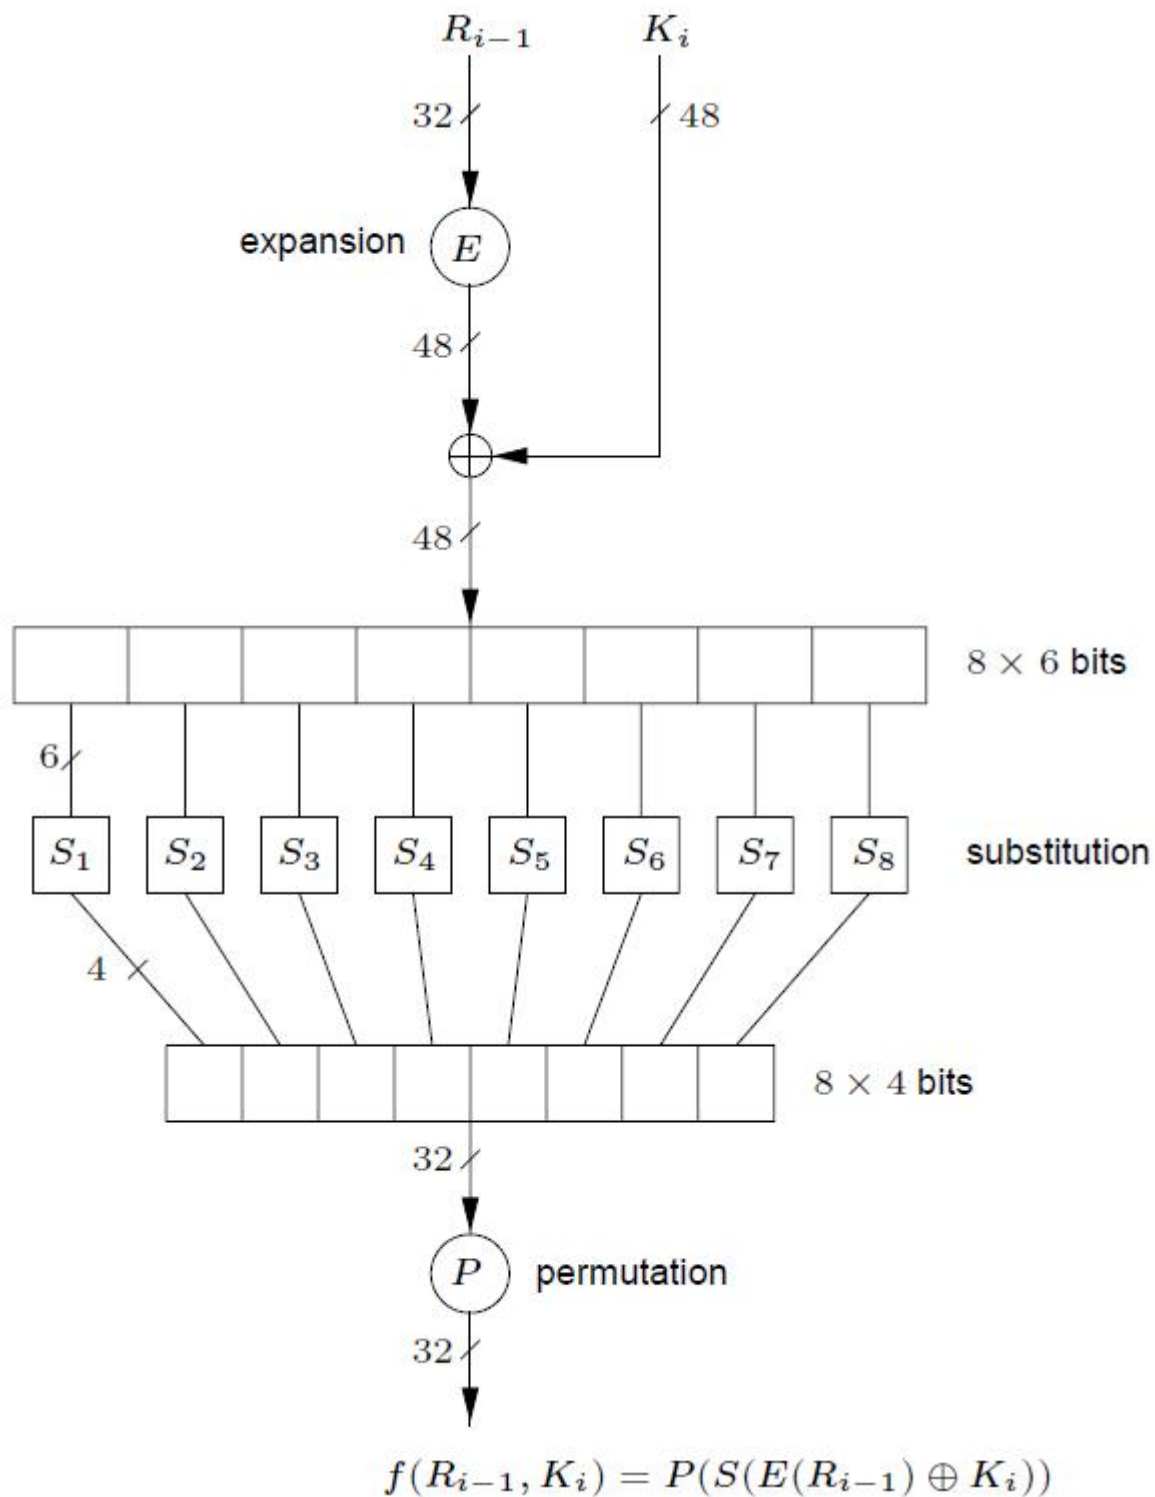 R_{i−1} K_i
32 48
expansion E
48
48
8 × 6 bits
6
S_1 S_2 S_3 S_4 S_5 S_6 S_7 S_8 substitution
4
8 × 4 bits
32
P permutation
32
f(R_{i−1}, K_i) = P(S(E(R_{i−1}) ⊕ K_i))